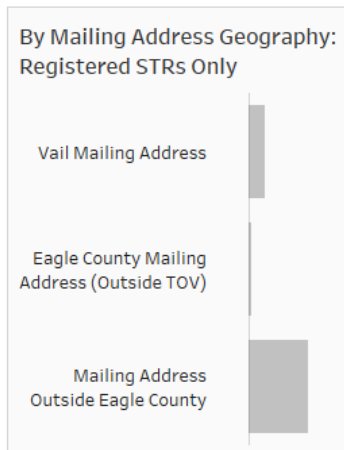 By Mailing Address Geography:
Registered STRs Only
Vail Mailing Address
Eagle County Mailing
Address (Outside TOV)
Mailing Address
Outside Eagle County